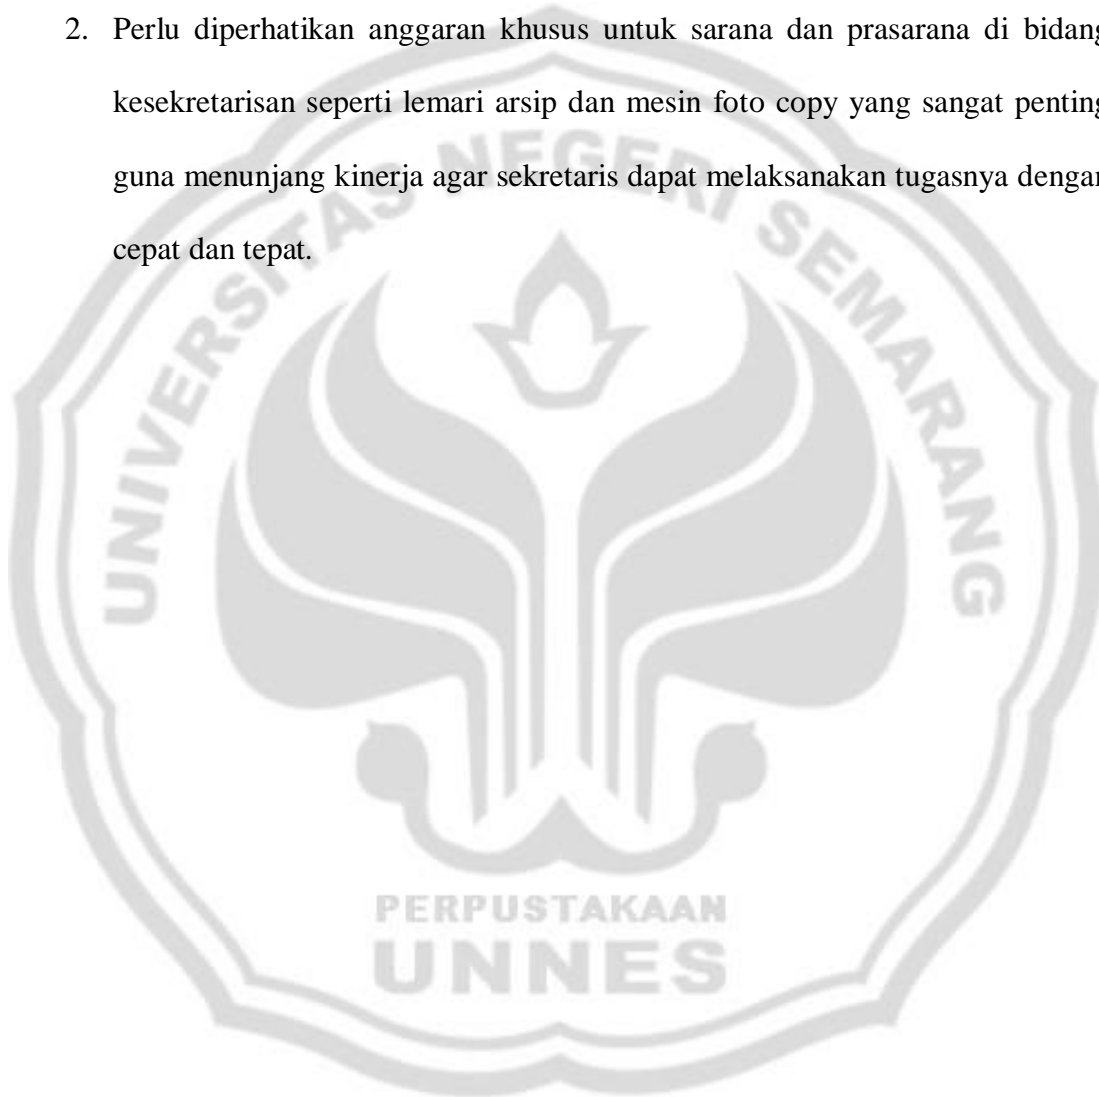 2. Perlu diperhatikan anggaran khusus untuk sarana dan prasarana di bidang
kesekretarisan seperti lemari arsip dan mesin foto copy yang sangat penting
guna menunjang kinerja agar sekretaris dapat melaksanakan tugasnya dengan
cepat dan tepat.
UNIVERSITAS NEGERI SEMARANG
PERPUSTAKAAN
UNNES